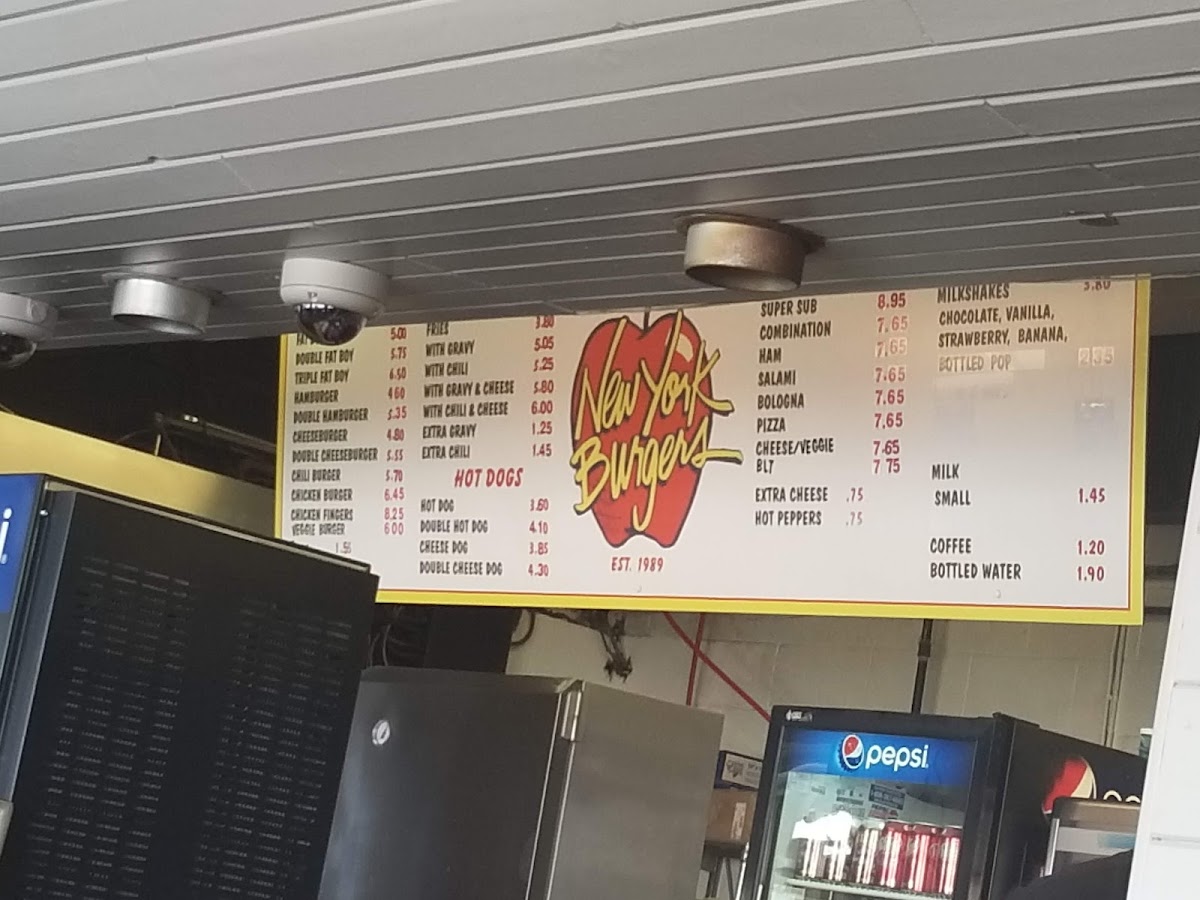 FAT 5.00
DOUBLE FAT BOY 5.75
TRIPLE FAT BOY 6.50
HAMBURGER 4.60
DOUBLE HAMBURGER 5.35
CHEESEBURGER 4.80
DOUBLE CHEESEBURGER 5.55
CHILI BURGER 5.70
CHICKEN BURGER 6.45
CHICKEN FINGERS 8.25
VEGGIE BURGER 6.00
FRIES 3.80
WITH GRAVY 5.05
WITH CHILI 5.25
WITH GRAVY & CHEESE 5.80
WITH CHILI & CHEESE 6.00
EXTRA GRAVY 1.25
EXTRA CHILI 1.45
HOT DOGS
HOT DOG 3.60
DOUBLE HOT DOG 4.10
CHEESE DOG 3.85
DOUBLE CHEESE DOG 4.30
New York
Burgers
EST. 1989
SUPER SUB 8.95
COMBINATION 7.65
HAM 7.65
SALAMI 7.65
BOLOGNA 7.65
PIZZA 7.65
CHEESE/VEGGIE 7.65
BLT 7.75
EXTRA CHEESE .75
HOT PEPPERS .75
MILKSHAKES 3.80
CHOCOLATE, VANILLA,
STRAWBERRY, BANANA,
BOTTLED POP 2.35
MILK
SMALL 1.45
COFFEE 1.20
BOTTLED WATER 1.90
pepsi